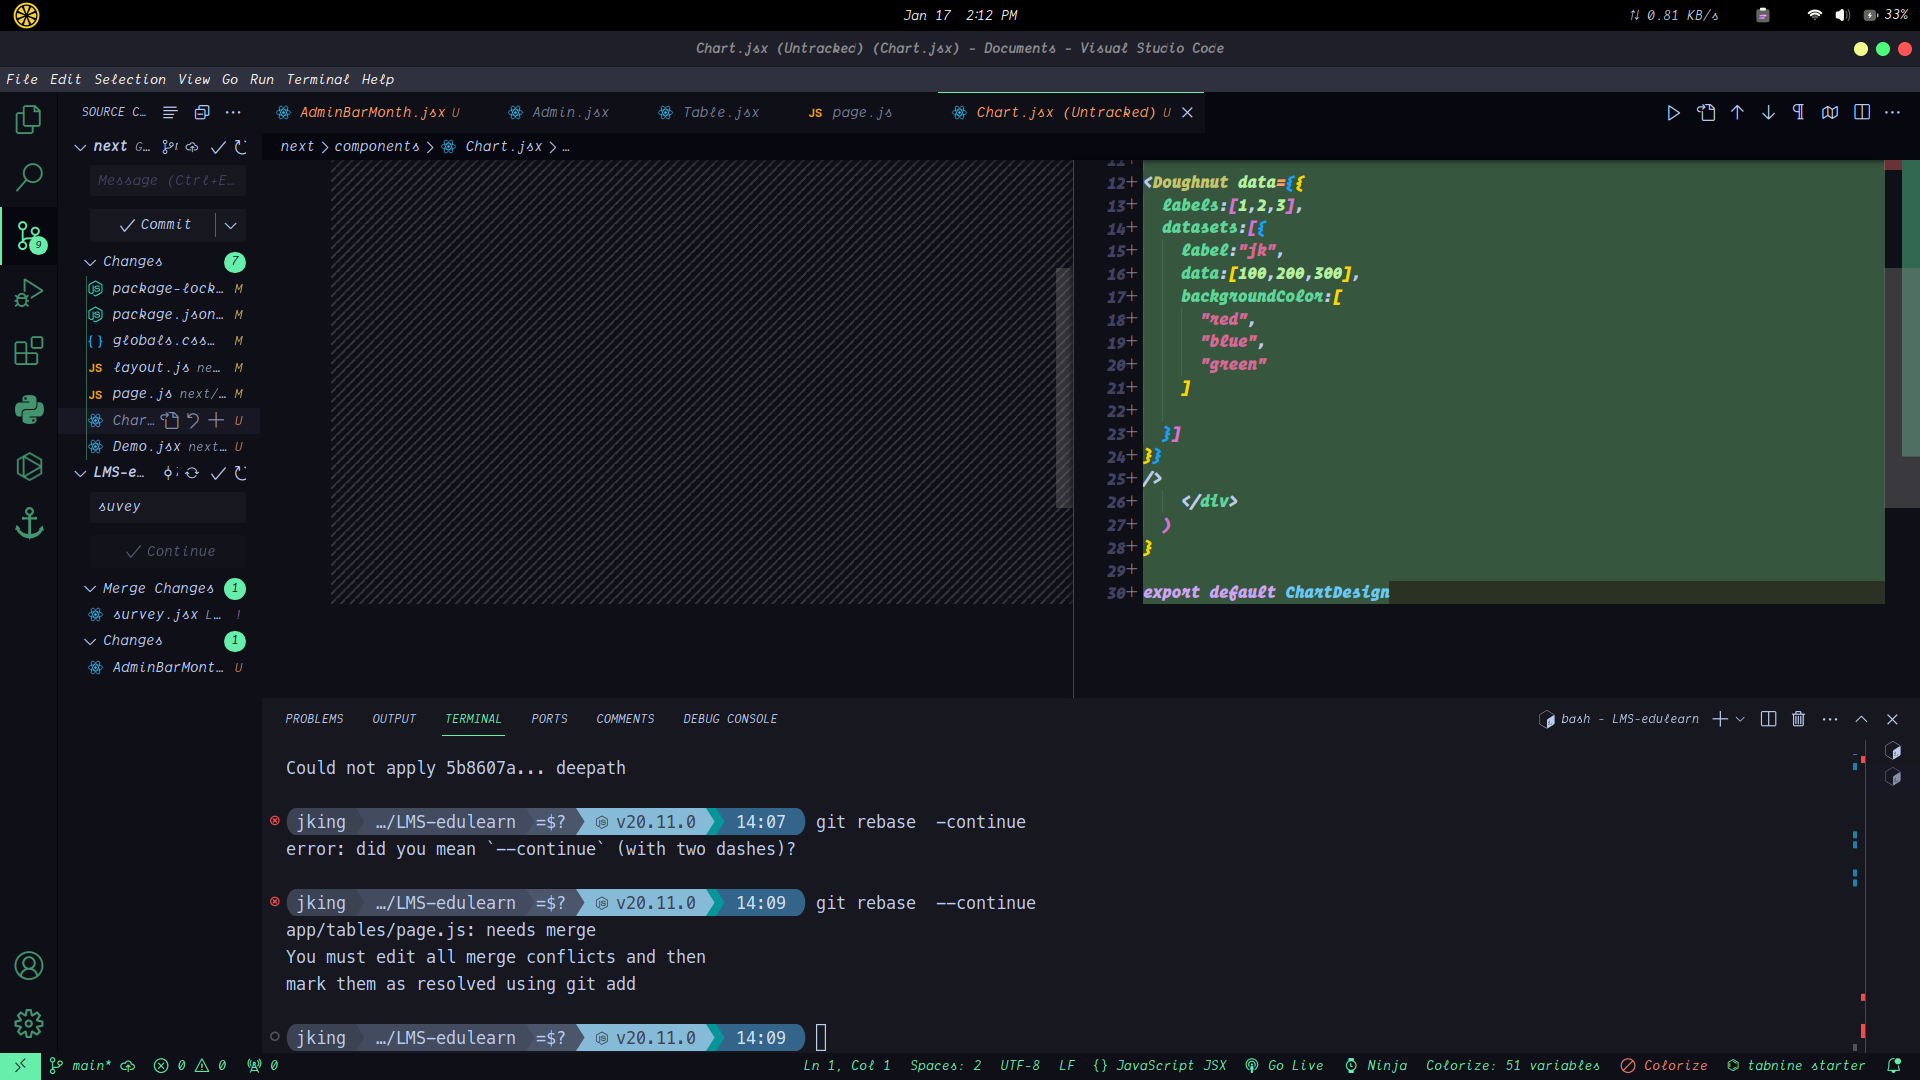 Jan 17 2:12 PM
0.81 KB/s
33%
Chart.jsx (Untracked) (Chart.jsx) - Documents - Visual Studio Code
File Edit Selection View Go Run Terminal Help
SOURCE C...
AdminBarMonth.jsx U
Admin.jsx
Table.jsx
JS page.js
Chart.jsx (Untracked) U
next G...
next > components > Chart.jsx > ...
Message (Ctrl+E...
Commit
Changes 7
package-lock... M
package.json... M
{ } globals.css... M
JS layout.js ne... M
JS page.js next/... M
Char... U
Demo.jsx next... U
LMS-e...
suvey
Continue
Merge Changes 1
survey.jsx L... !
Changes 1
AdminBarMont... U
9
11+
12+ <Doughnut data={{
13+ labels:[1,2,3],
14+ datasets:[{
15+ label:"jk",
16+ data:[100,200,300],
17+ backgroundColor:[
18+ "red",
19+ "blue",
20+ "green"
21+ ]
22+
23+ }]
24+ }}
25+ />
26+ </div>
27+ )
28+ }
29+
30+ export default ChartDesign
PROBLEMS OUTPUT TERMINAL PORTS COMMENTS DEBUG CONSOLE
bash - LMS-edulearn
Could not apply 5b8607a... deepath
jking …/LMS-edulearn =$? v20.11.0 14:07 git rebase -continue
error: did you mean `--continue` (with two dashes)?
jking …/LMS-edulearn =$? v20.11.0 14:09 git rebase --continue
app/tables/page.js: needs merge
You must edit all merge conflicts and then
mark them as resolved using git add
jking …/LMS-edulearn =$? v20.11.0 14:09
main* 0 0 0
Ln 1, Col 1 Spaces: 2 UTF-8 LF {} JavaScript JSX Go Live Ninja Colorize: 51 variables Colorize tabnine starter